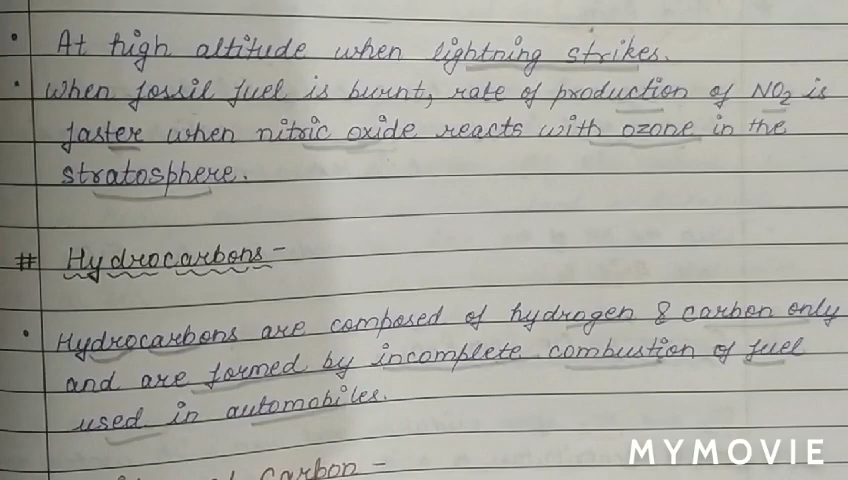 • At high altitude when lightning strikes.
• When fossil fuel is burnt, rate of production of NO₂ is
faster when nitric oxide reacts with ozone in the
stratosphere.
# Hydrocarbons -
• Hydrocarbons are composed of hydrogen & carbon only
and are formed by incomplete combustion of fuel
used in automobiles.
carbon -
MYMOVIE